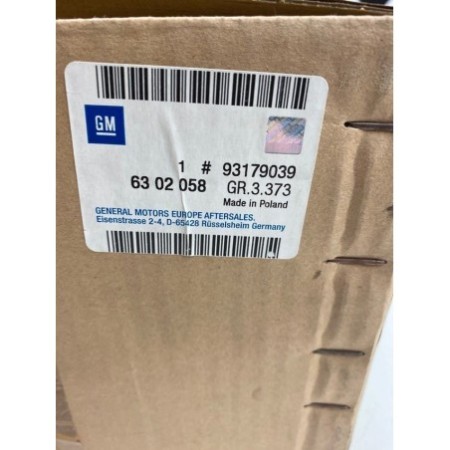 GM
1 # 93179039
63 02 058 GR.3.373
Made in Poland
GENERAL MOTORS EUROPE AFTERSALES.
Eisenstrasse 2-4, D-65428 Rüsselsheim Germany